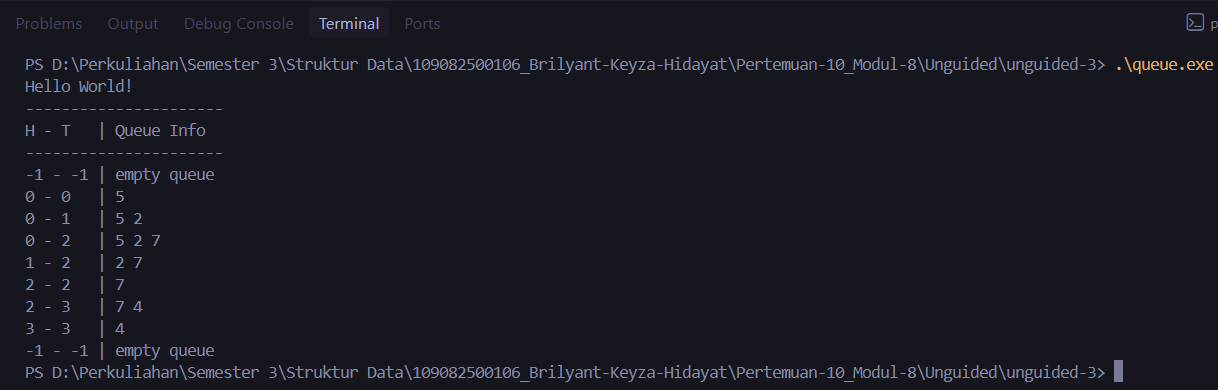 Problems Output Debug Console Terminal Ports
PS D:\Perkuliahan\Semester 3\Struktur Data\109082500106_Brilyant-Keyza-Hidayat\Pertemuan-10_Modul-8\Unguided\unguided-3> .\queue.exe
Hello World!
----------------------
H - T   | Queue Info
----------------------
-1 - -1 | empty queue
0 - 0   | 5
0 - 1   | 5 2
0 - 2   | 5 2 7
1 - 2   | 2 7
2 - 2   | 7
2 - 3   | 7 4
3 - 3   | 4
-1 - -1 | empty queue
PS D:\Perkuliahan\Semester 3\Struktur Data\109082500106_Brilyant-Keyza-Hidayat\Pertemuan-10_Modul-8\Unguided\unguided-3>